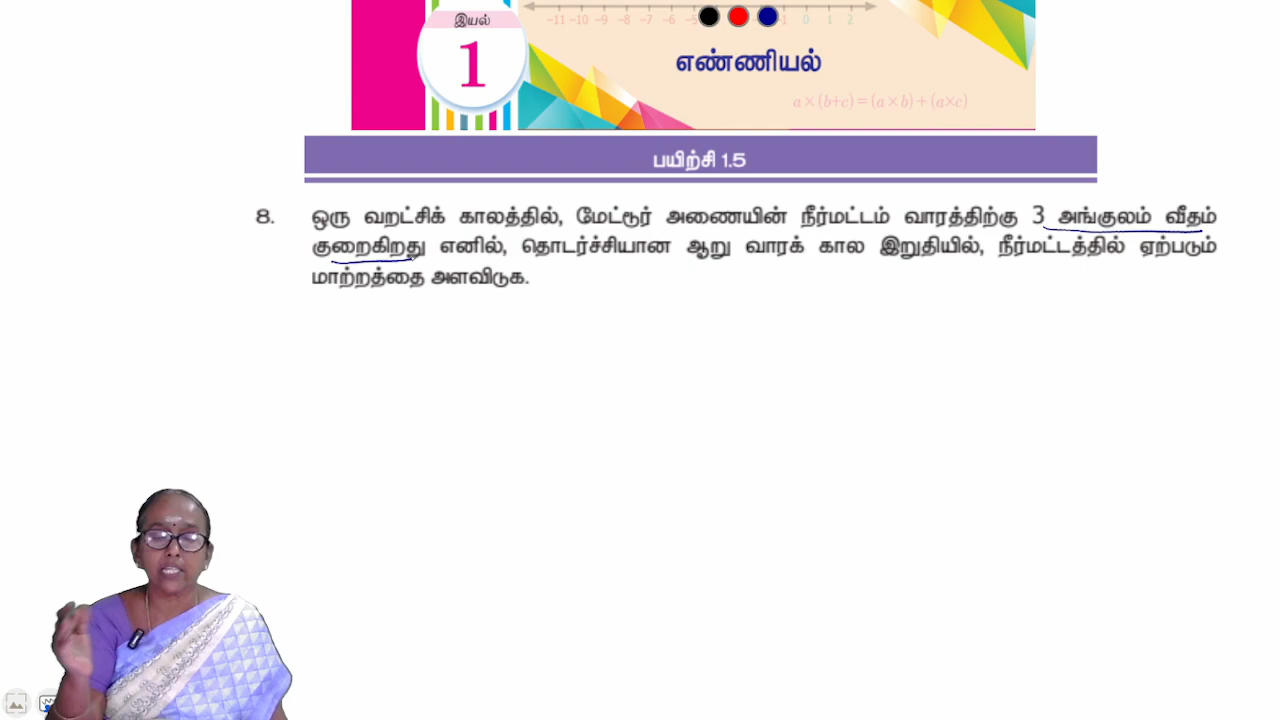 இயல்
1
−11 −10 −9 −8 −7 −6 −5 −1 0 1 2
எண்ணியல்
a × (b+c) = (a × b) + (a×c)
பயிற்சி 1.5
8. ஒரு வறட்சிக் காலத்தில், மேட்டூர் அணையின் நீர்மட்டம் வாரத்திற்கு 3 அங்குலம் வீதம்
குறைகிறது எனில், தொடர்ச்சியான ஆறு வாரக் கால இறுதியில், நீர்மட்டத்தில் ஏற்படும்
மாற்றத்தை அளவிடுக.